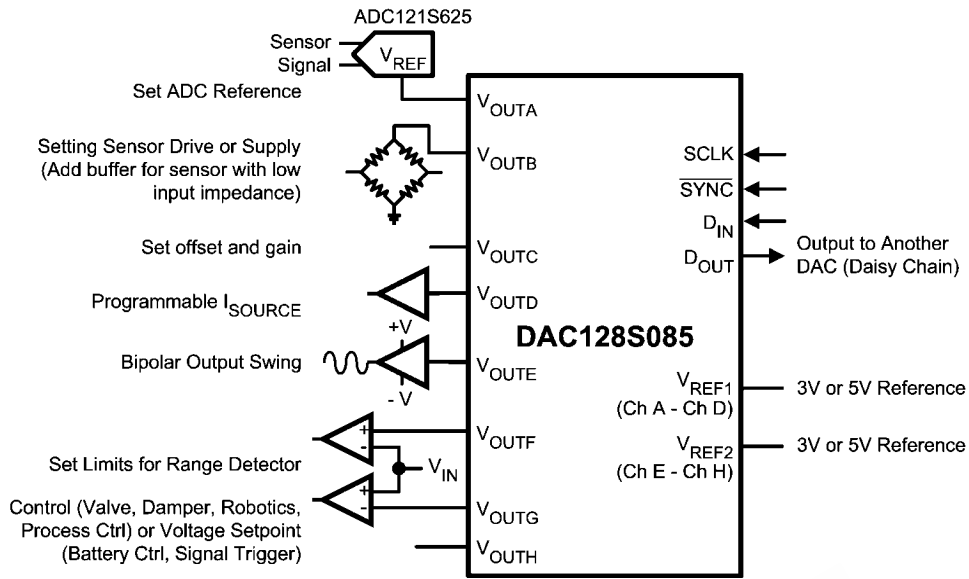 ADC121S625
Sensor
Signal
VREF
Set ADC Reference
VOUTA
Setting Sensor Drive or Supply
(Add buffer for sensor with low
input impedance)
VOUTB
Set offset and gain
VOUTC
Programmable ISOURCE
VOUTD
+V
Bipolar Output Swing
- V
VOUTE
+
-
VOUTF
Set Limits for Range Detector
VIN
+
-
Control (Valve, Damper, Robotics,
Process Ctrl) or Voltage Setpoint
(Battery Ctrl, Signal Trigger)
VOUTG
VOUTH
DAC128S085
SCLK
SYNC
DIN
DOUT
Output to Another
DAC (Daisy Chain)
VREF1
(Ch A - Ch D)
3V or 5V Reference
VREF2
(Ch E - Ch H)
3V or 5V Reference